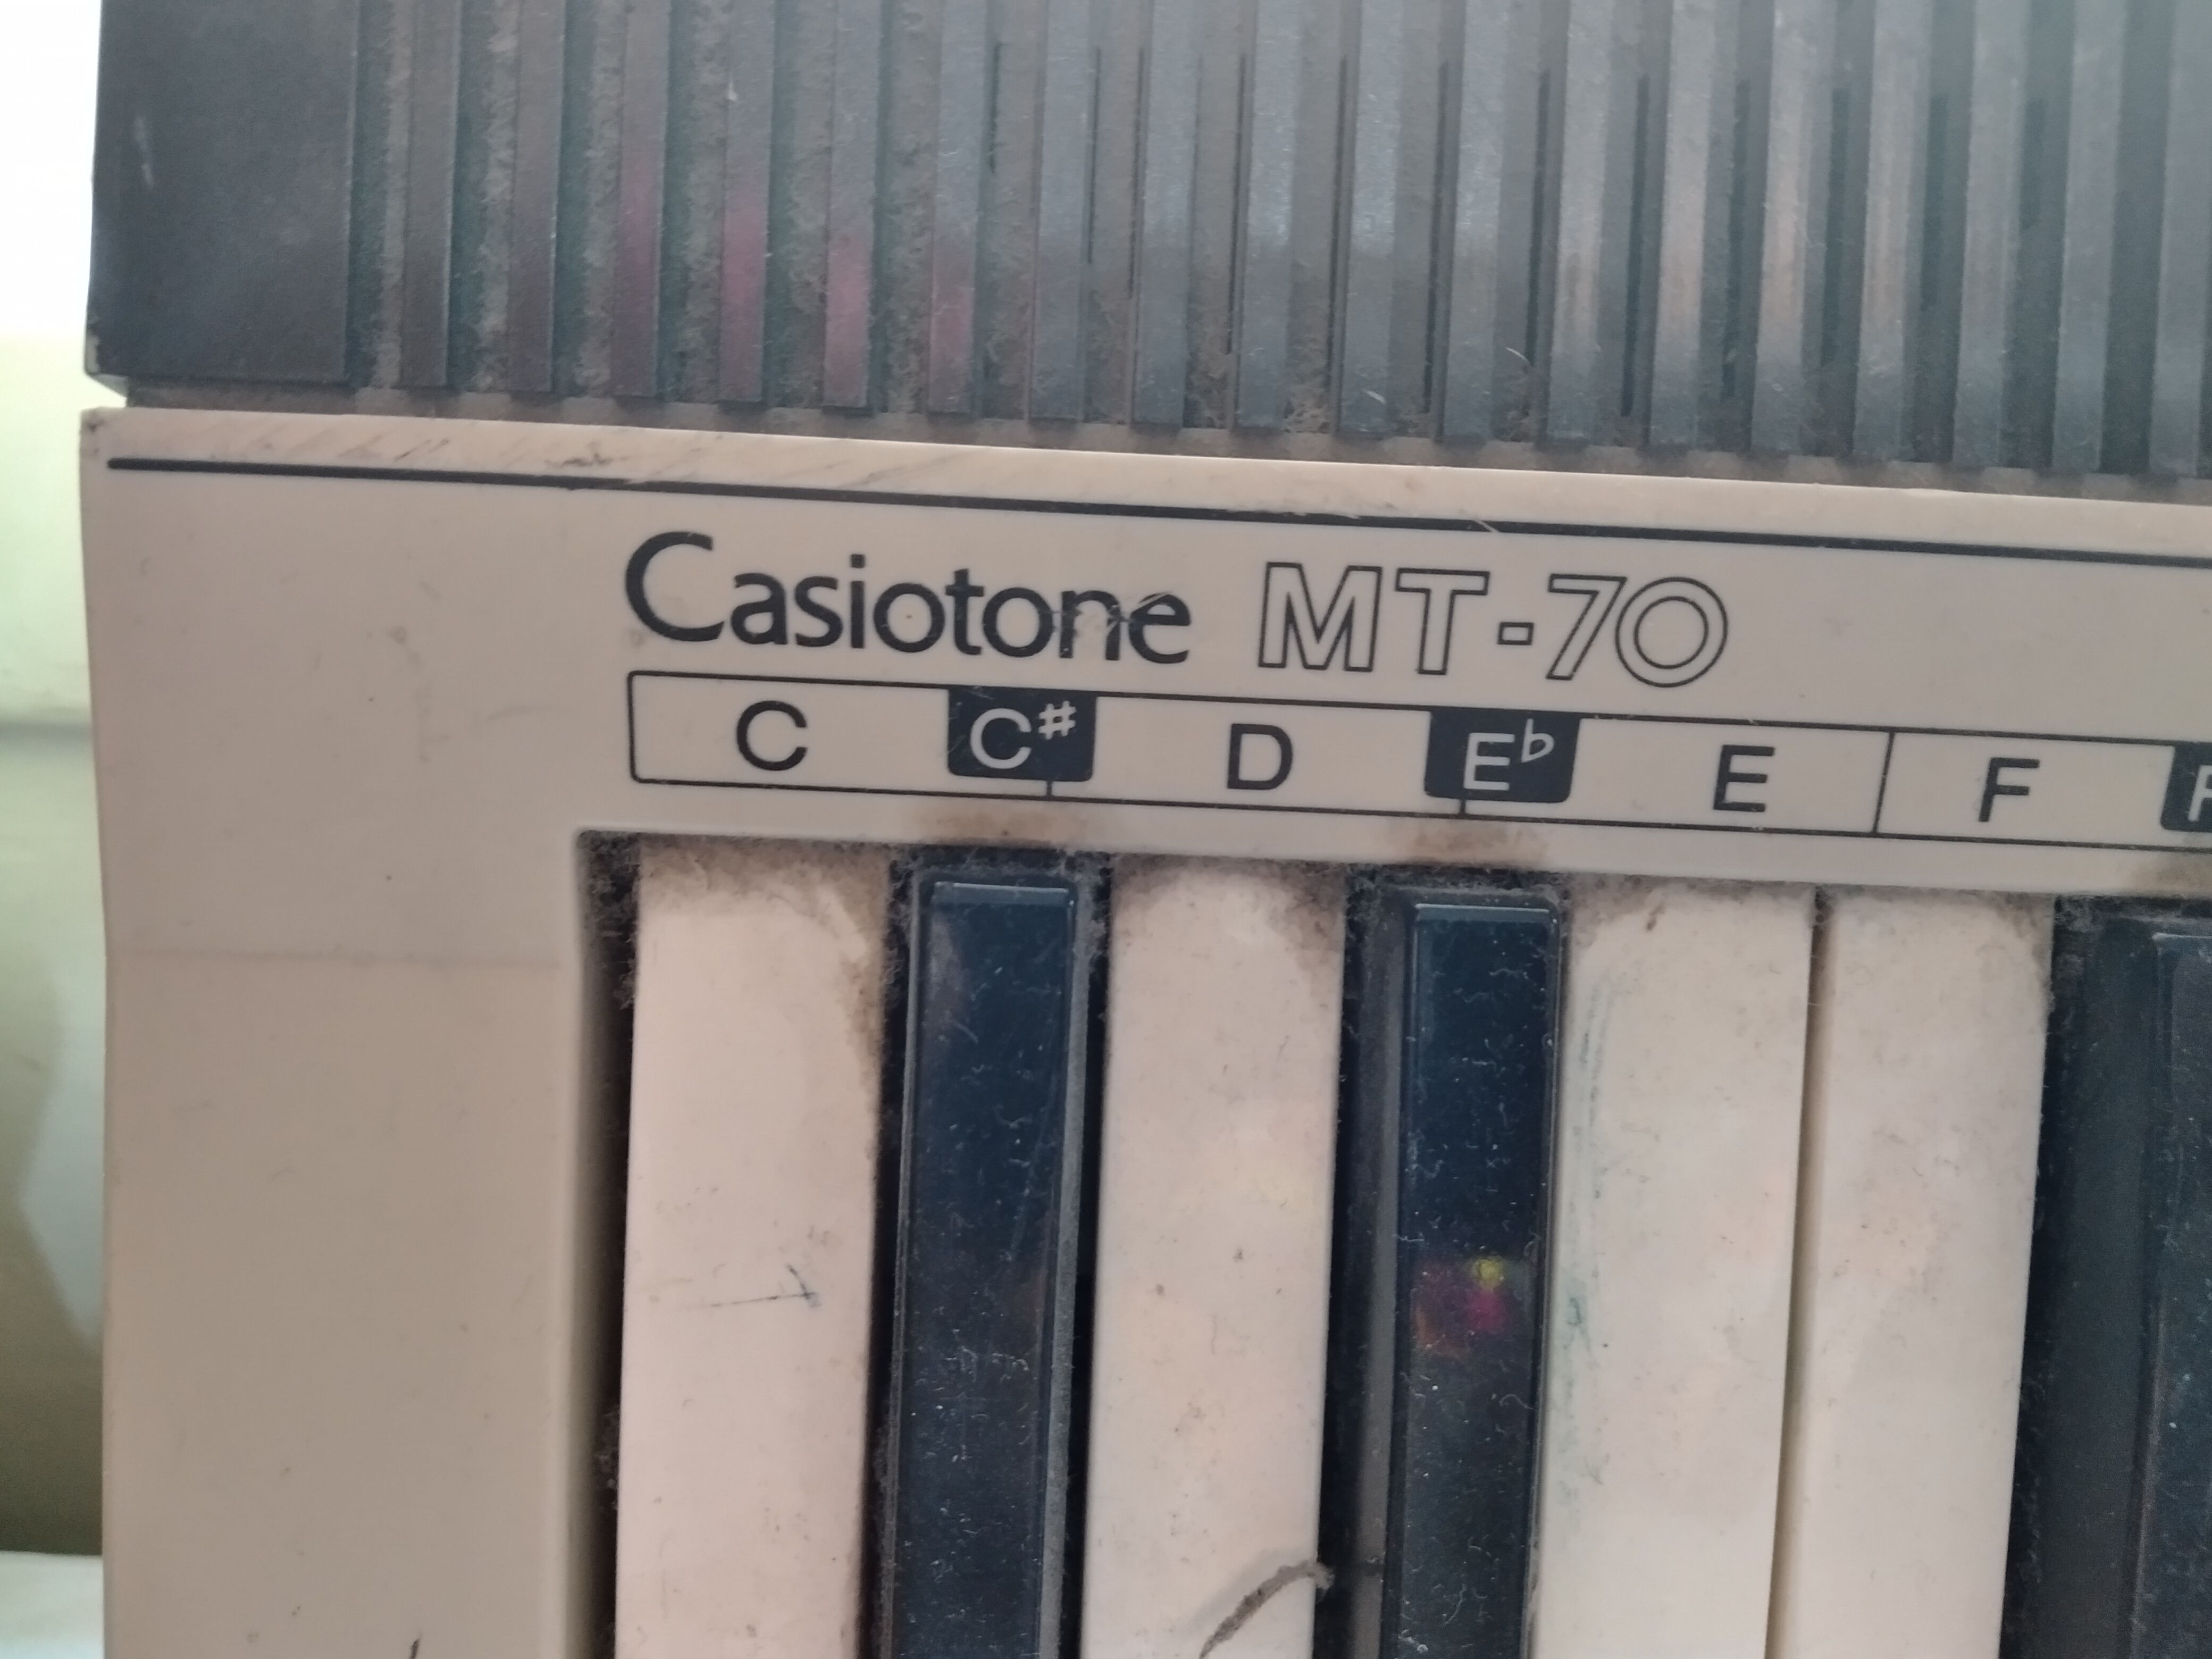 Casiotone MT-70
C C♯ D E♭ E F